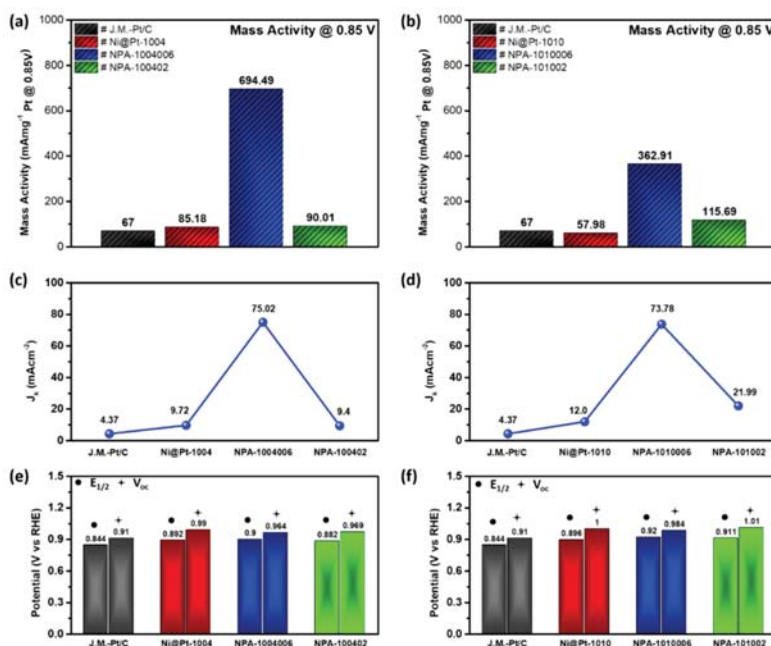 (a)
# J.M.-Pt/C
# Ni@Pt-1004
# NPA-1004006
# NPA-100402
Mass Activity @ 0.85 V
Mass Activity (mAmg⁻¹ Pt @ 0.85V)
1000
800
600
400
200
0
67
85.18
694.49
90.01
(b)
# J.M.-Pt/C
# Ni@Pt-1010
# NPA-1010006
# NPA-101002
Mass Activity @ 0.85 V
Mass Activity (mAmg⁻¹ Pt @ 0.85V)
1000
800
600
400
200
0
67
57.98
362.91
115.69
(c)
Jk (mAcm⁻²)
100
80
60
40
20
0
4.37
9.72
75.02
9.4
J.M.-Pt/C Ni@Pt-1004 NPA-1004006 NPA-100402
(d)
Jk (mAcm⁻²)
100
80
60
40
20
0
4.37
12.0
73.78
21.99
J.M.-Pt/C Ni@Pt-1010 NPA-1010006 NPA-101002
(e)
E1/2 + Voc
Potential (V vs RHE)
1.5
1.2
0.9
0.6
0.3
0.0
0.844 0.91
0.892 0.99
0.9 0.964
0.882 0.969
J.M.-Pt/C Ni@Pt-1004 NPA-1004006 NPA-100402
(f)
E1/2 + Voc
Potential (V vs RHE)
1.5
1.2
0.9
0.6
0.3
0.0
0.844 0.91
0.896 1
0.92 0.984
0.911 1.01
J.M.-Pt/C Ni@Pt-1010 NPA-1010006 NPA-101002